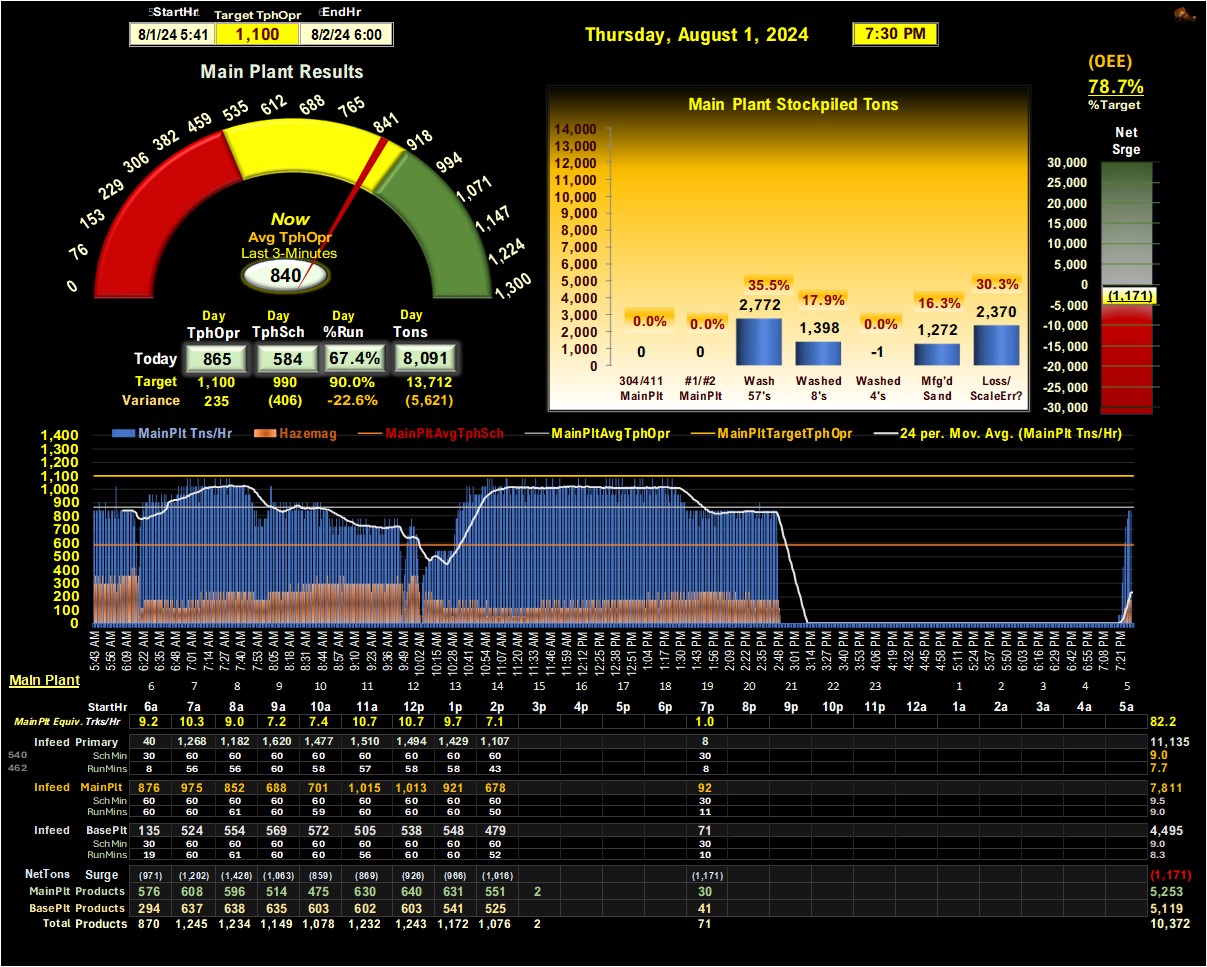 StartHr Target TphOpr EndHr
8/1/24 5:41 1,100 8/2/24 6:00
Thursday, August 1, 2024 7:30 PM
(OEE)
78.7%
%Target
Main Plant Results
0 76 153 229 306 382 459 535 612 688 765 841 918 994 1,071 1,147 1,224 1,300
Now
Avg TphOpr
Last 3-Minutes
840
Day Day Day Day
TphOpr TphSch %Run Tons
Today 865 584 67.4% 8,091
Target 1,100 990 90.0% 13,712
Variance 235 (406) -22.6% (5,621)
Main Plant Stockpiled Tons
14,000
13,000
12,000
11,000
10,000
9,000
8,000
7,000
6,000
5,000
4,000
3,000
2,000
1,000
0
0.0% 0.0% 35.5% 17.9% 0.0% 16.3% 30.3%
0 0 2,772 1,398 -1 1,272 2,370
304/411 #1/#2 Wash Washed Washed Mfg'd Loss/
MainPlt MainPlt 57's 8's 4's Sand ScaleErr?
Net
Srge
30,000
25,000
20,000
15,000
10,000
5,000
0
(1,171)
-5,000
-10,000
-15,000
-20,000
-25,000
-30,000
MainPlt Tns/Hr Hazemag MainPltAvgTphSch MainPltAvgTphOpr MainPltTargetTphOpr 24 per. Mov. Avg. (MainPlt Tns/Hr)
1,400
1,300
1,200
1,100
1,000
900
800
700
600
500
400
300
200
100
0
5:43 AM 5:56 AM 6:09 AM 6:22 AM 6:35 AM 6:48 AM 7:01 AM 7:14 AM 7:27 AM 7:40 AM 7:53 AM 8:05 AM 8:18 AM 8:31 AM 8:44 AM 8:57 AM 9:10 AM 9:23 AM 9:36 AM 9:49 AM 10:02 AM 10:15 AM 10:28 AM 10:41 AM 10:54 AM 11:07 AM 11:20 AM 11:33 AM 11:46 AM 11:59 AM 12:12 PM 12:25 PM 12:38 PM 12:51 PM 1:04 PM 1:17 PM 1:30 PM 1:43 PM 1:56 PM 2:09 PM 2:22 PM 2:35 PM 2:48 PM 3:01 PM 3:14 PM 3:27 PM 3:40 PM 3:53 PM 4:06 PM 4:19 PM 4:32 PM 4:45 PM 4:58 PM 5:11 PM 5:24 PM 5:37 PM 5:50 PM 6:03 PM 6:16 PM 6:29 PM 6:42 PM 6:55 PM 7:08 PM 7:21 PM
Main Plant 6 7 8 9 10 11 12 13 14 15 16 17 18 19 20 21 22 23 1 2 3 4 5
StartHr 6a 7a 8a 9a 10a 11a 12p 1p 2p 3p 4p 5p 6p 7p 8p 9p 10p 11p 12a 1a 2a 3a 4a 5a
MainPlt Equiv. Trks/Hr 9.2 10.3 9.0 7.2 7.4 10.7 10.7 9.7 7.1 1.0 82.2
Infeed Primary 40 1,268 1,182 1,620 1,477 1,510 1,494 1,429 1,107 8 11,135
540 SchMin 30 60 60 60 60 60 60 60 60 30 9.0
462 RunMins 8 56 56 60 58 57 58 58 43 8 7.7
Infeed MainPlt 876 975 852 688 701 1,015 1,013 921 678 92 7,811
SchMin 60 60 60 60 60 60 60 60 60 30 9.5
RunMins 60 60 61 60 59 60 60 60 50 11 9.0
Infeed BasePlt 135 524 554 569 572 505 538 548 479 71 4,495
SchMin 30 60 60 60 60 60 60 60 60 30 9.0
RunMins 19 60 61 60 60 56 60 60 52 10 8.3
NetTons Surge (971) (1,202) (1,426) (1,063) (859) (869) (926) (966) (1,016) (1,171) (1,171)
MainPlt Products 576 608 596 514 475 630 640 631 551 2 30 5,253
BasePlt Products 294 637 638 635 603 602 603 541 525 41 5,119
Total Products 870 1,245 1,234 1,149 1,078 1,232 1,243 1,172 1,076 2 71 10,372